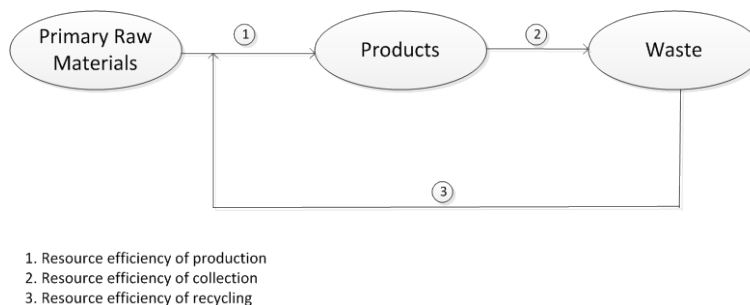 Primary Raw
Materials
1
Products
2
Waste
3
1. Resource efficiency of production
2. Resource efficiency of collection
3. Resource efficiency of recycling